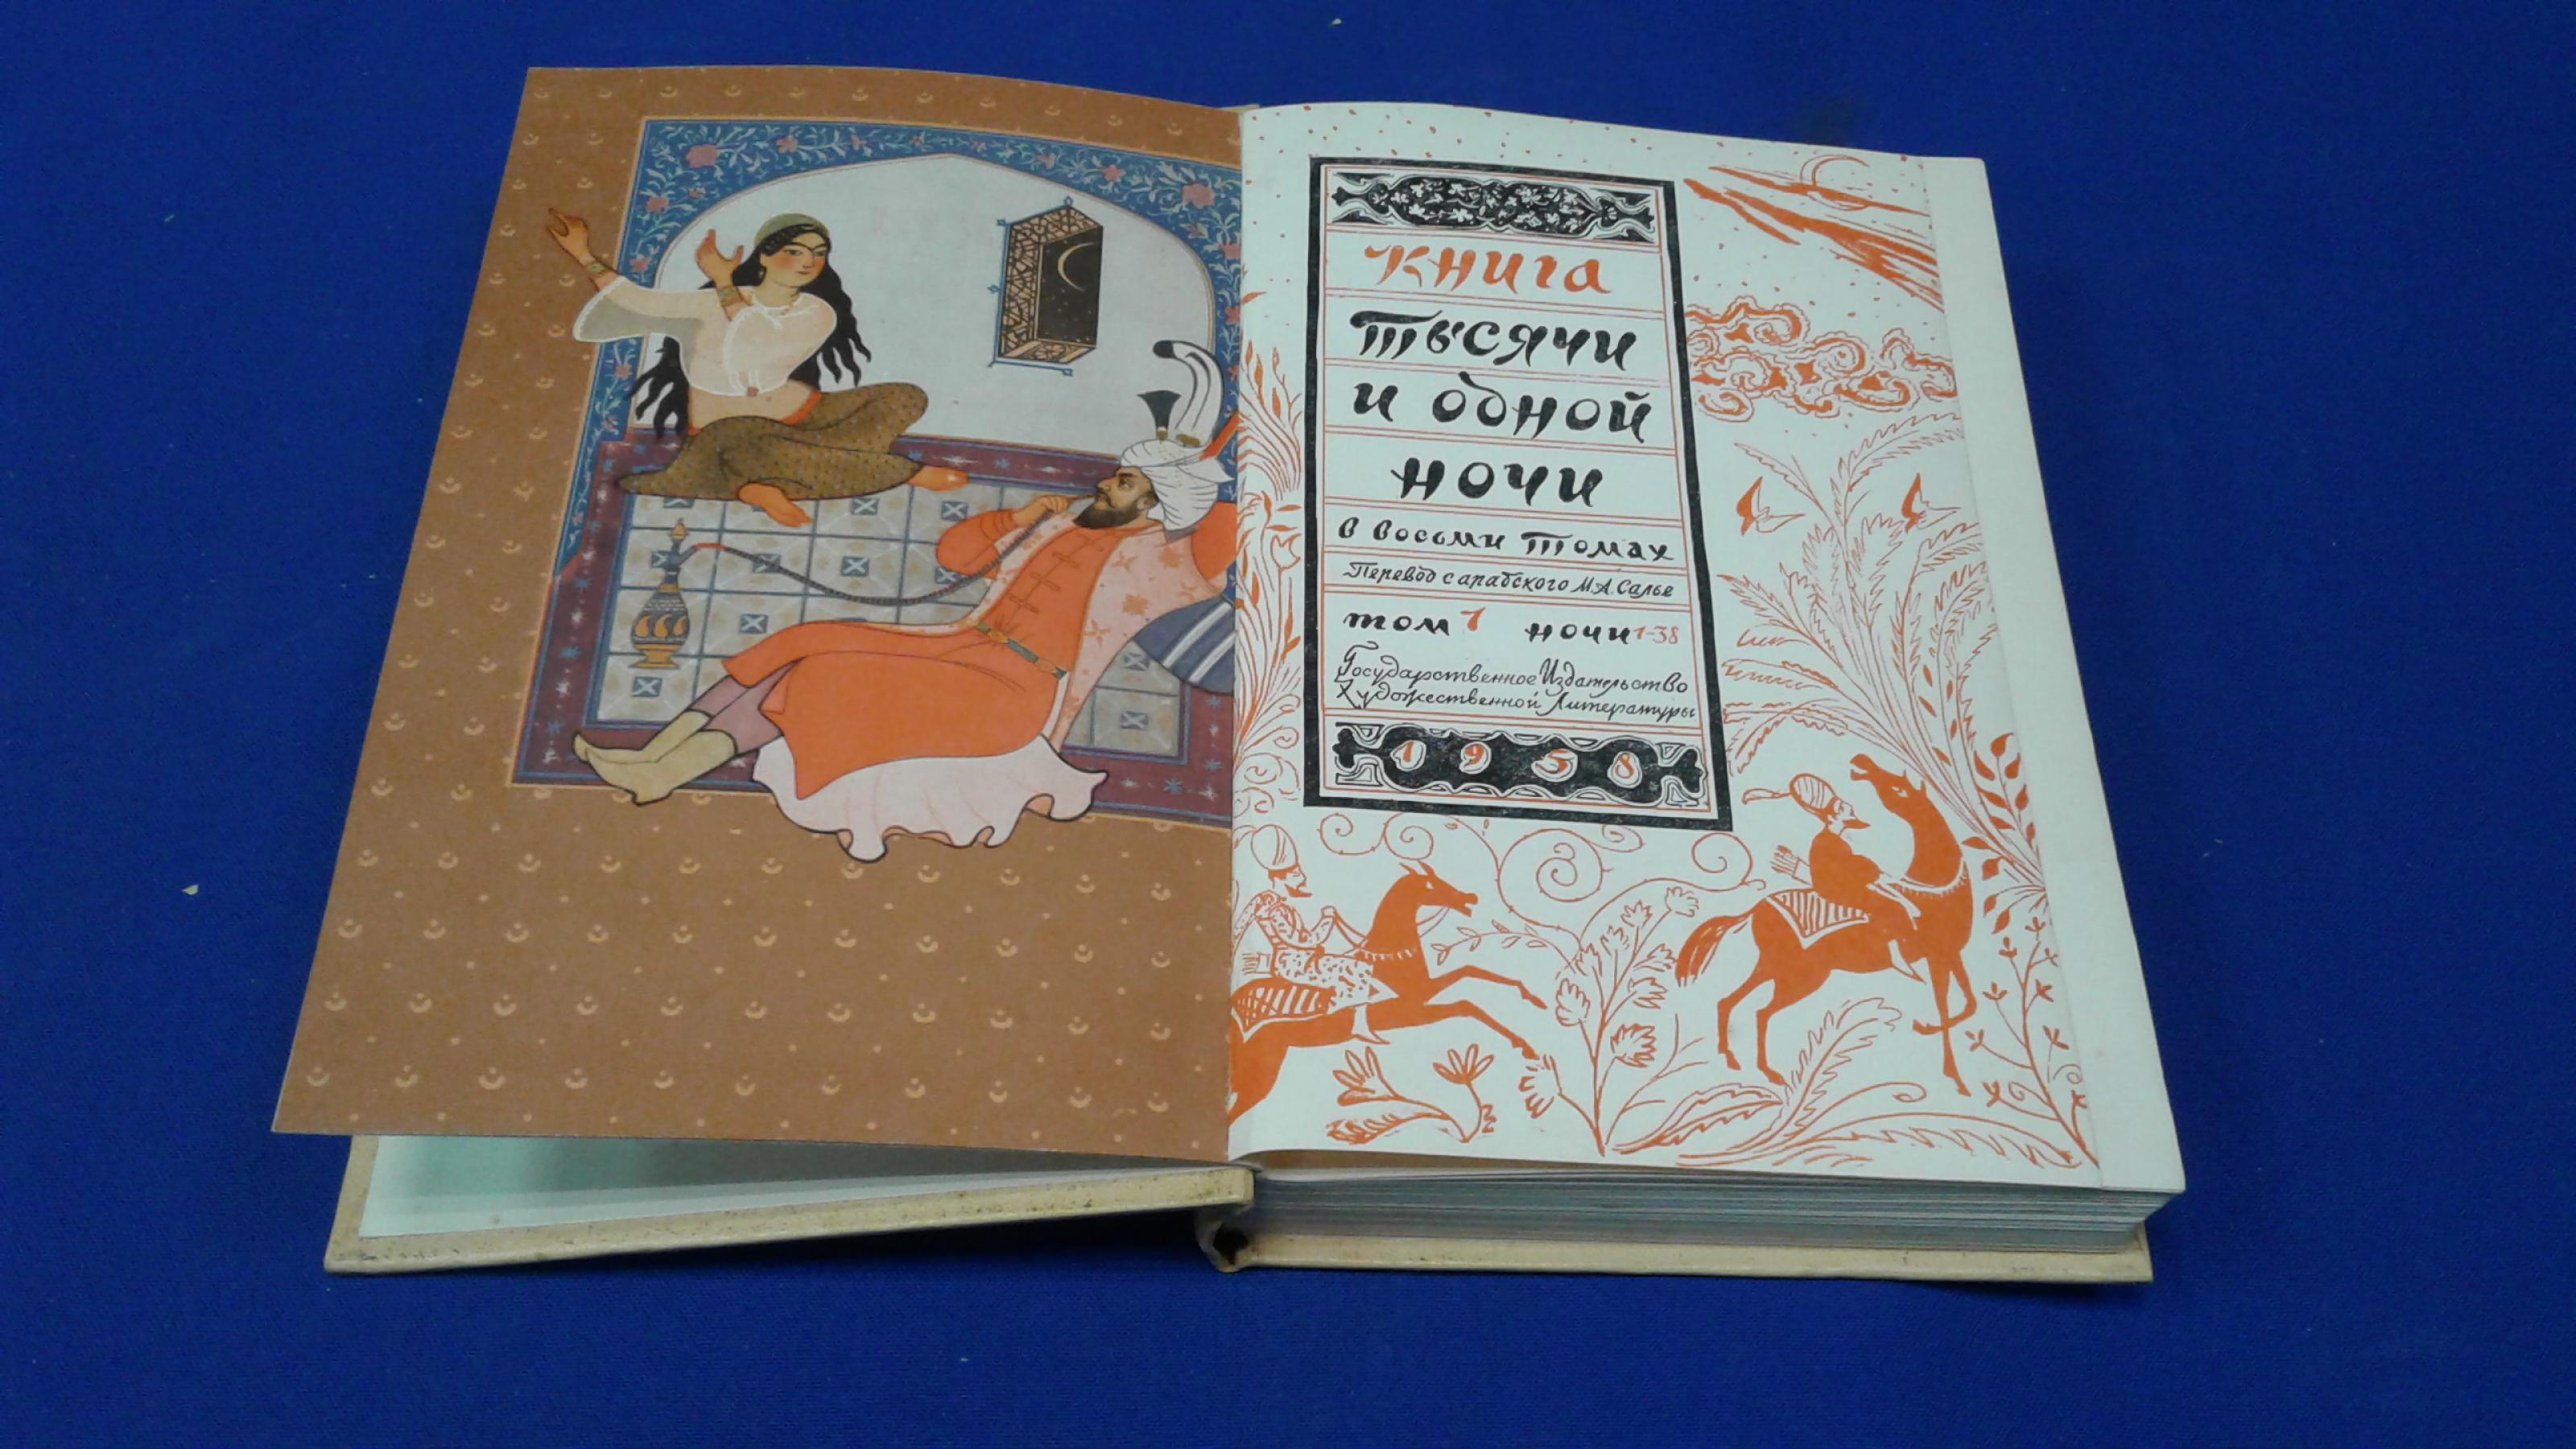 Книга
тысячи
и одной
ночи
в восьми томах
Перевод с арабского М.А. Салье
том 1 ночи 1-38
Государственное Издательство
Художественной Литературы
1958